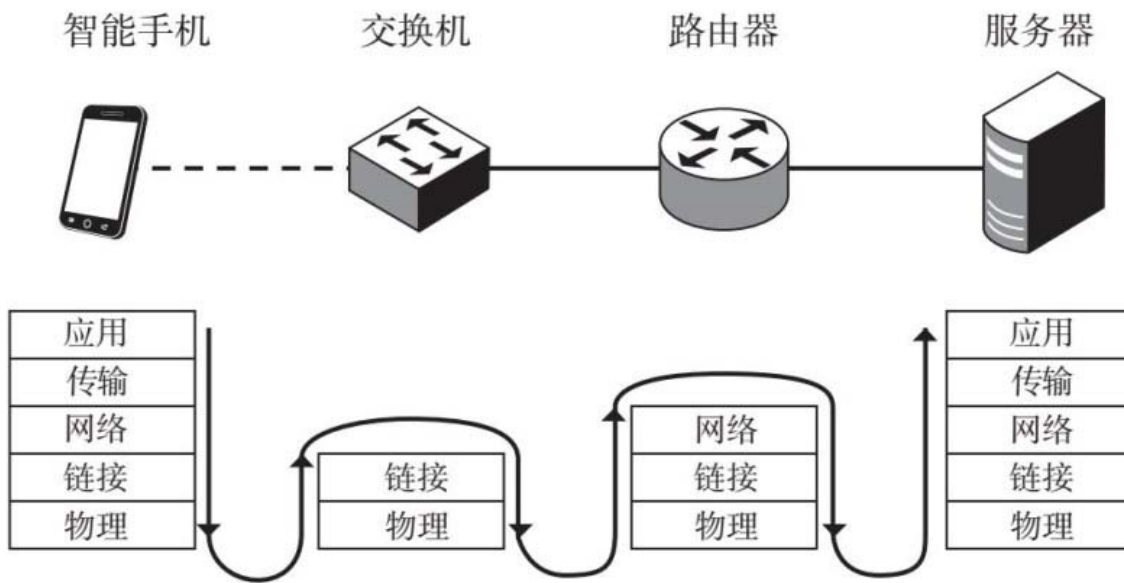 智能手机 交换机 路由器 服务器
应用 应用
传输 传输
网络 网络 网络
链接 链接 链接 链接
物理 物理 物理 物理